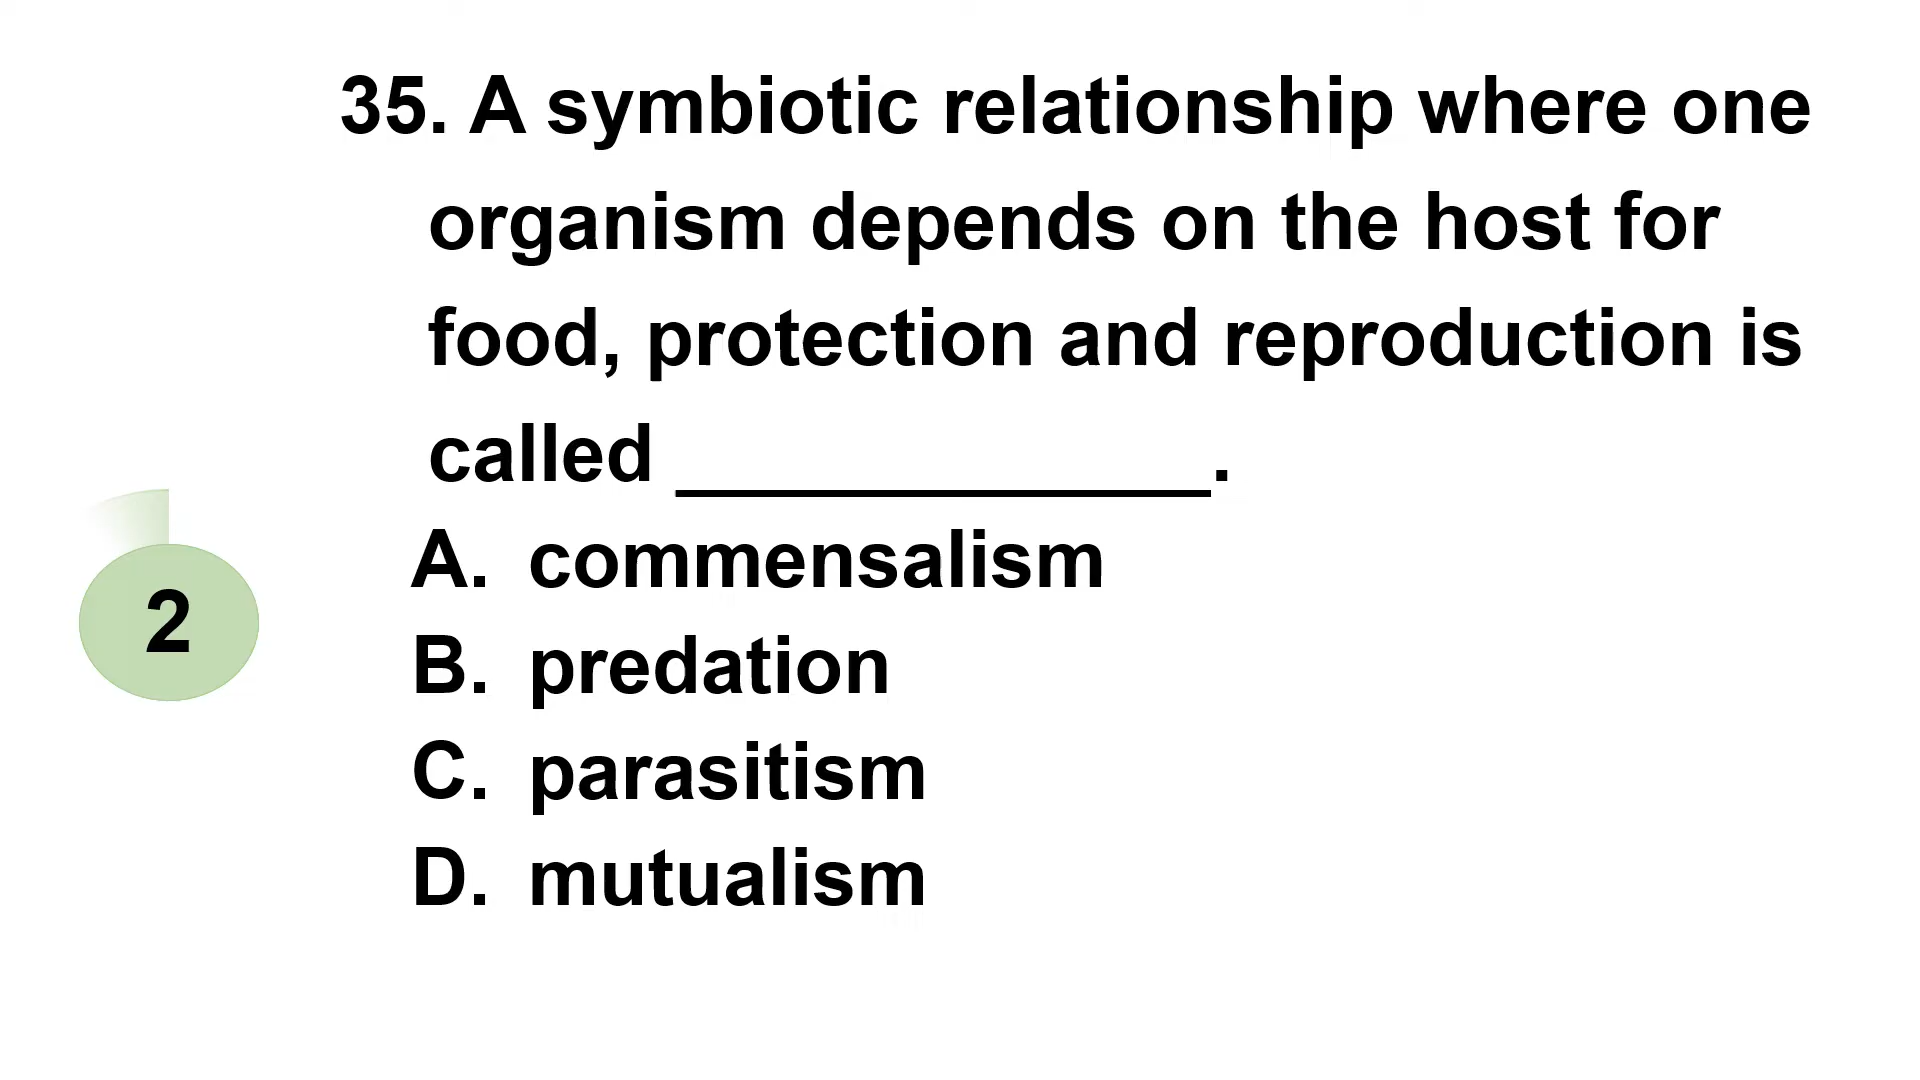 35. A symbiotic relationship where one
organism depends on the host for
food, protection and reproduction is
called ______________.
A. commensalism
B. predation
C. parasitism
D. mutualism
2